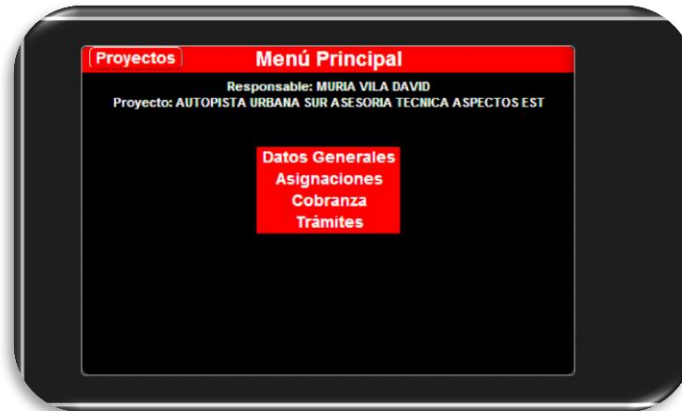 Proyectos
Menú Principal
Responsable: MURIA VILA DAVID
Proyecto: AUTOPISTA URBANA SUR ASESORIA TECNICA ASPECTOS EST
Datos Generales
Asignaciones
Cobranza
Trámites